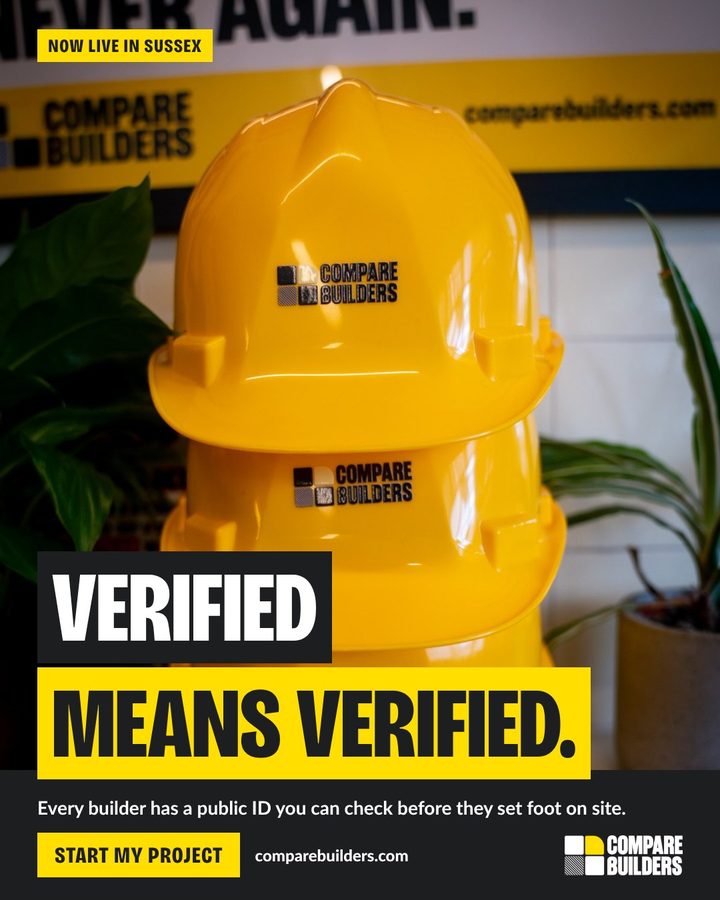 NEVER AGAIN.
NOW LIVE IN SUSSEX
COMPARE
BUILDERS
comparebuilders.com
COMPARE
BUILDERS
COMPARE
BUILDERS
VERIFIED
MEANS VERIFIED.
Every builder has a public ID you can check before they set foot on site.
START MY PROJECT
comparebuilders.com
COMPARE
BUILDERS